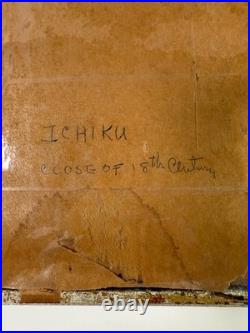 ICHIKU
CLOSE OF 18th Century